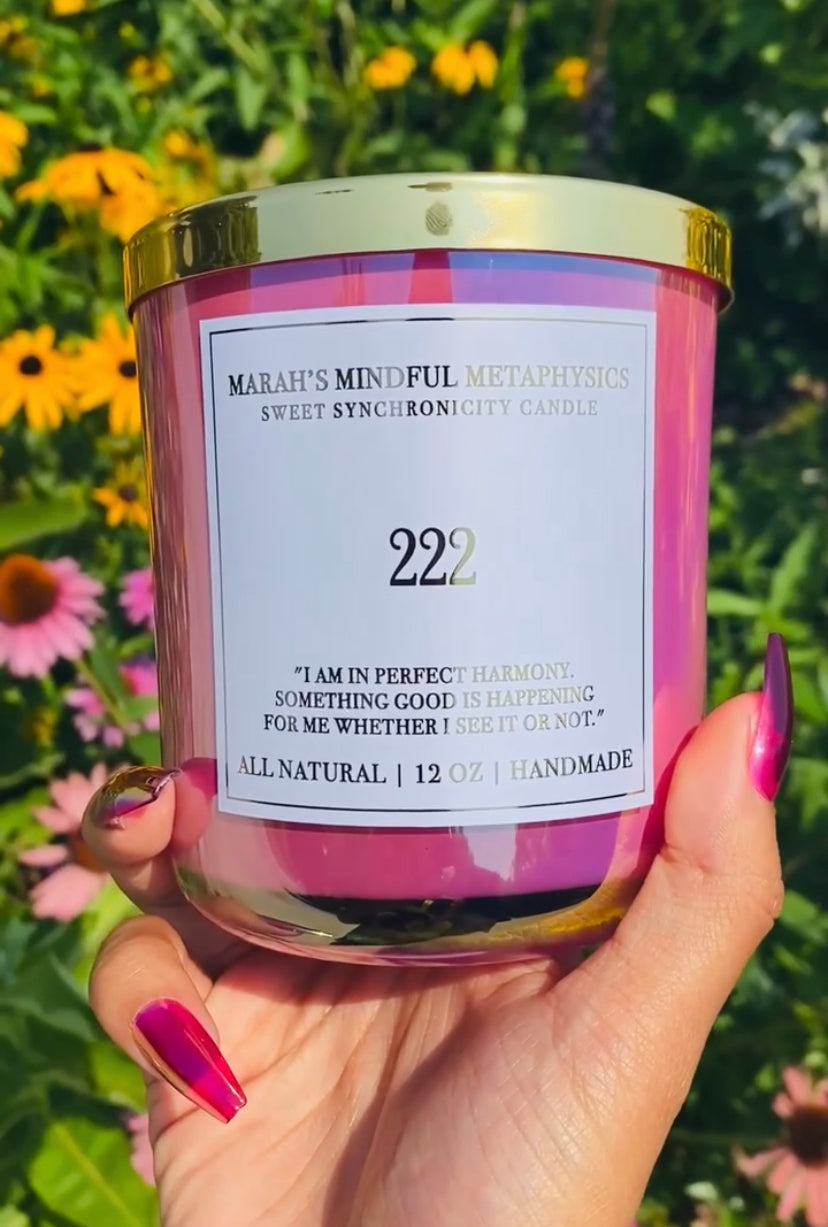 MARAH'S MINDFUL METAPHYSICS
SWEET SYNCHRONICITY CANDLE
222
"I AM IN PERFECT HARMONY.
SOMETHING GOOD IS HAPPENING
FOR ME WHETHER I SEE IT OR NOT."
ALL NATURAL | 12 OZ | HANDMADE